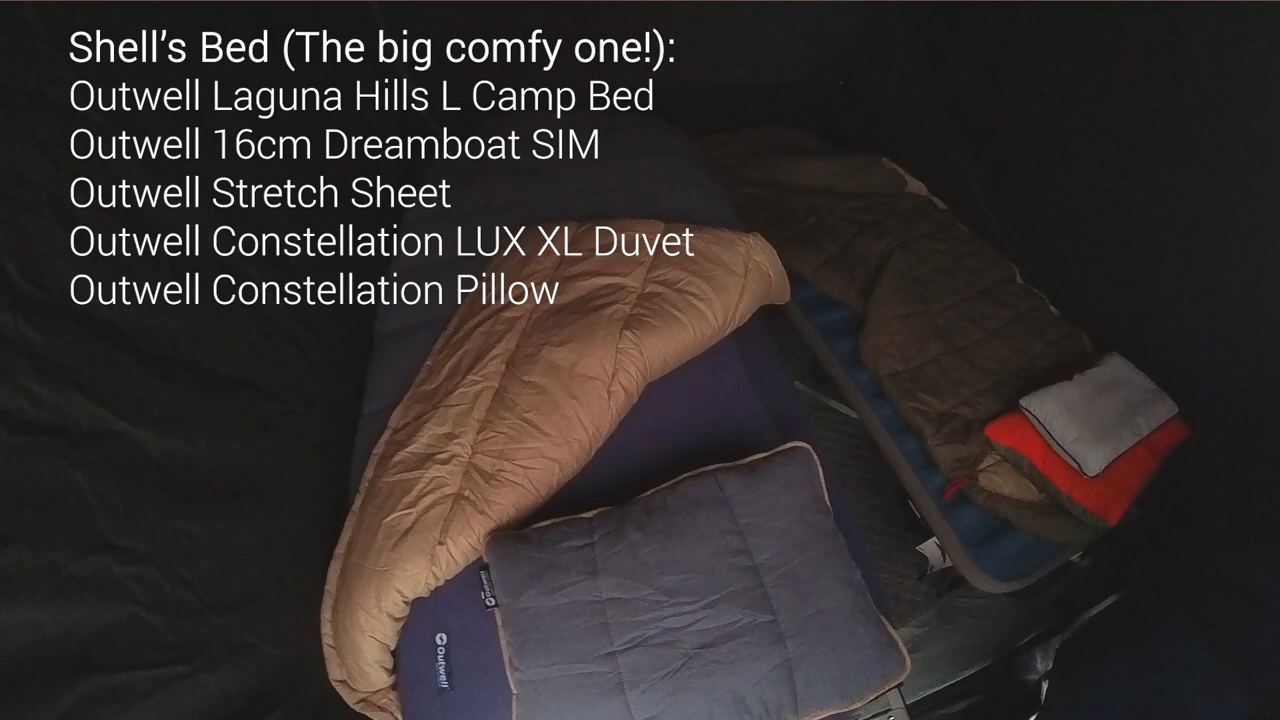 Shell's Bed (The big comfy one!):
Outwell Laguna Hills L Camp Bed
Outwell 16cm Dreamboat SIM
Outwell Stretch Sheet
Outwell Constellation LUX XL Duvet
Outwell Constellation Pillow
Outwell
Outwell